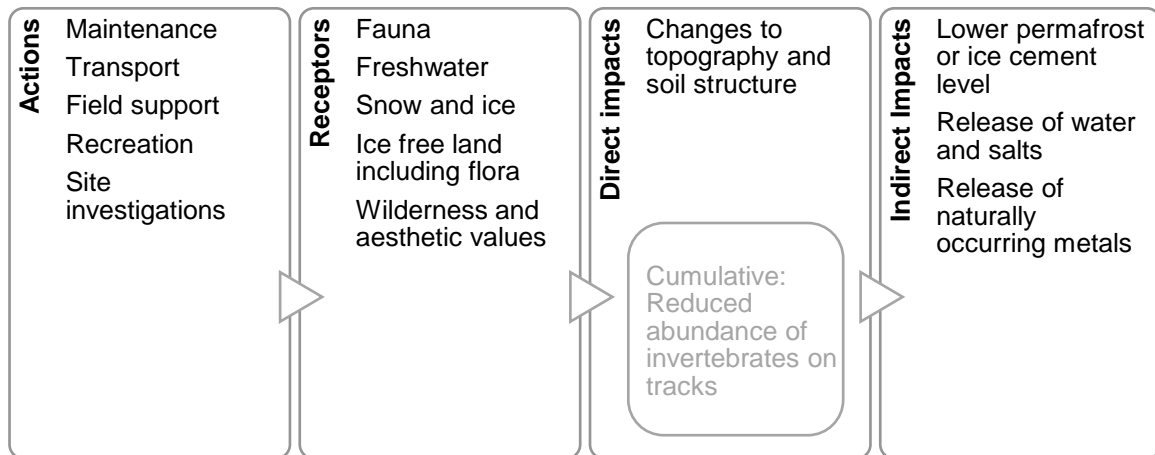 Actions
Maintenance
Transport
Field support
Recreation
Site
investigations
Receptors
Fauna
Freshwater
Snow and ice
Ice free land
including flora
Wilderness and
aesthetic values
Direct impacts
Changes to
topography and
soil structure
Cumulative:
Reduced
abundance of
invertebrates on
tracks
Indirect Impacts
Lower permafrost
or ice cement
level
Release of water
and salts
Release of
naturally
occurring metals